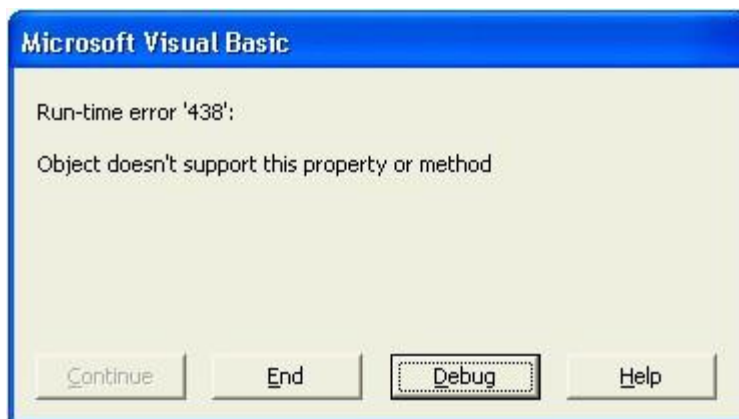 Microsoft Visual Basic
Run-time error '438':
Object doesn't support this property or method
Continue End Debug Help